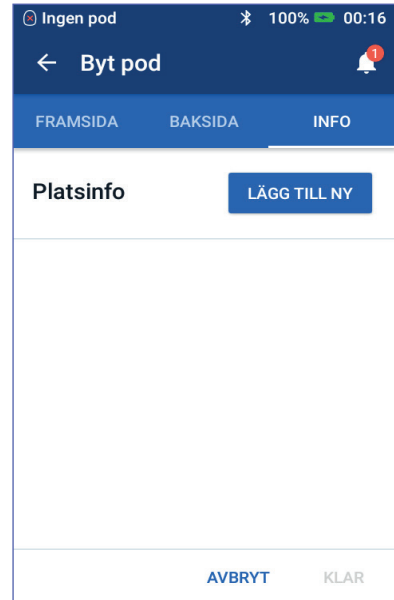 Ingen pod 100% 00:16
Byt pod 1
FRAMSIDA BAKSIDA INFO
Platsinfo LÄGG TILL NY
AVBRYT KLAR